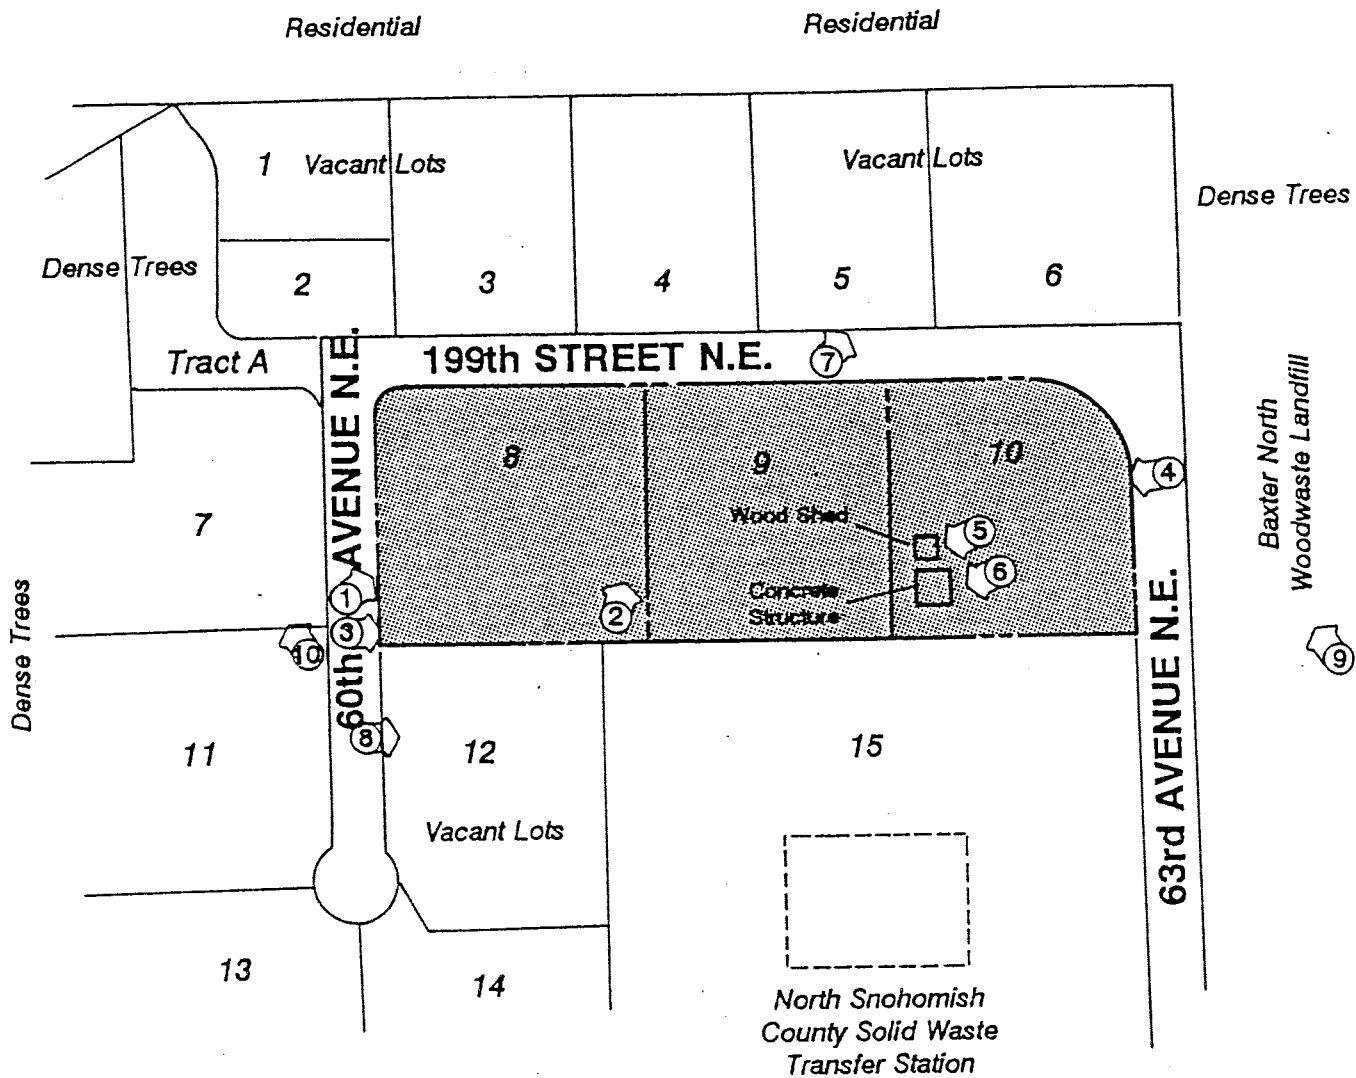 Residential
Residential
1
Vacant Lots
Vacant Lots
Dense Trees
Dense Trees
2
3
4
5
6
Tract A
199th STREET N.E.
7
60th AVENUE N.E.
8
9
10
4
Baxter North
Woodwaste Landfill
7
Wood Shed
5
6
Concrete
Structure
1
2
3
10
9
Dense Trees
8
11
12
15
63rd AVENUE N.E.
Vacant Lots
13
14
North Snohomish
County Solid Waste
Transfer Station